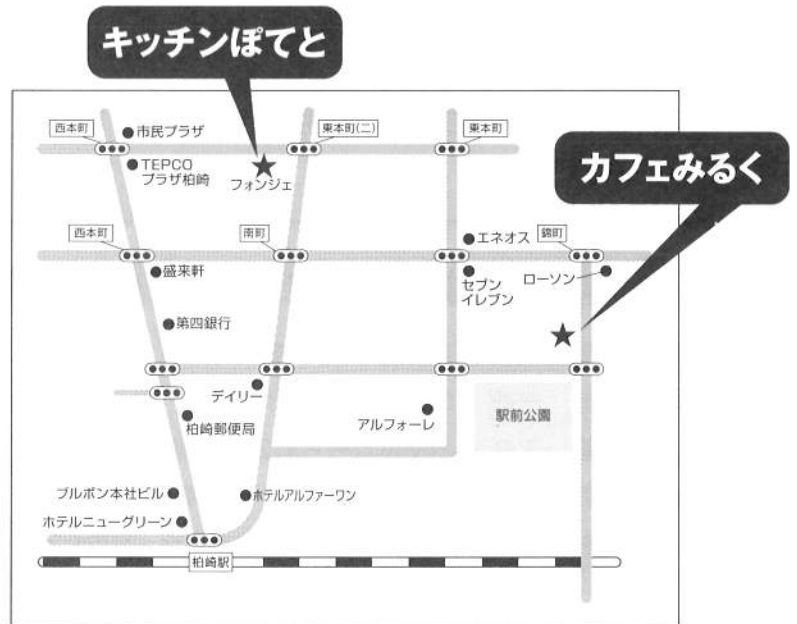 キッチンぽてと
カフェみるく
西本町
市民プラザ
東本町(二)
東本町
TEPCO
プラザ柏崎
フォンジェ
西本町
南町
エネオス
錦町
盛来軒
セブン
イレブン
ローソン
第四銀行
デイリー
柏崎郵便局
アルフォーレ
駅前公園
ブルボン本社ビル
ホテルアルファーワン
ホテルニューグリーン
柏崎駅